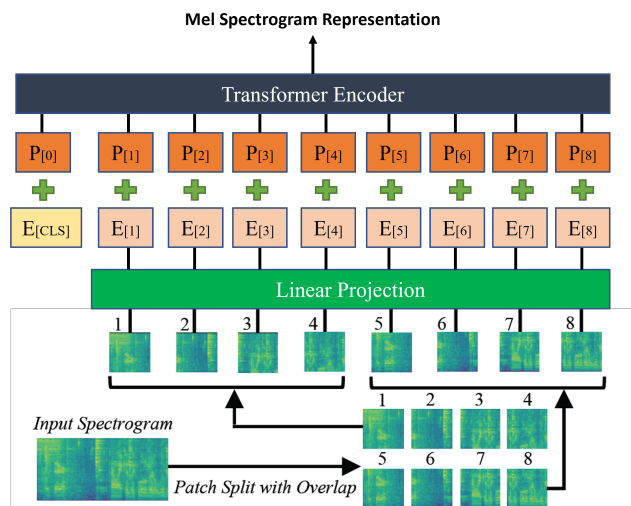 Mel Spectrogram Representation
Transformer Encoder
P[0] P[1] P[2] P[3] P[4] P[5] P[6] P[7] P[8]
E[CLS] E[1] E[2] E[3] E[4] E[5] E[6] E[7] E[8]
Linear Projection
1 2 3 4 5 6 7 8
1 2 3 4
Input Spectrogram
5 6 7 8
Patch Split with Overlap